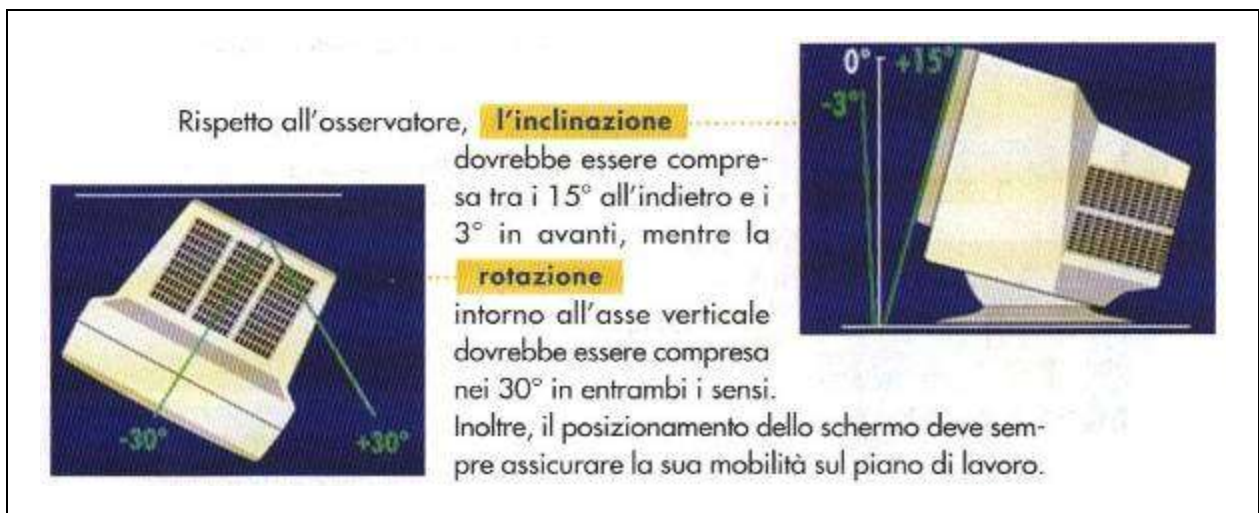 0° +15°
-3°
Rispetto all'osservatore, l'inclinazione
dovrebbe essere compre-
sa tra i 15° all'indietro e i
3° in avanti, mentre la
rotazione
intorno all'asse verticale
dovrebbe essere compresa
nei 30° in entrambi i sensi.
Inoltre, il posizionamento dello schermo deve sem-
pre assicurare la sua mobilità sul piano di lavoro.
-30° +30°